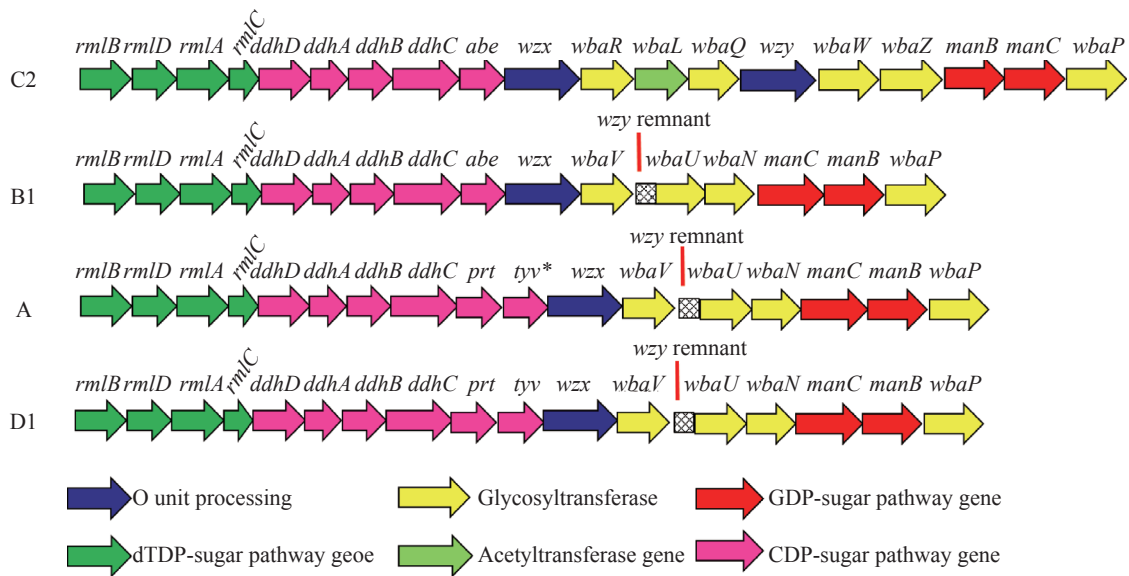 rmlB rmlD rmlA rmlC ddhD ddhA ddhB ddhC abe wzx wbaR wbaL wbaQ wzy wbaW wbaZ manB manC wbaP
C2
wzy remnant
rmlB rmlD rmlA rmlC ddhD ddhA ddhB ddhC abe wzx wbaV wbaU wbaN manC manB wbaP
B1
wzy remnant
rmlB rmlD rmlA rmlC ddhD ddhA ddhB ddhC prt tyv* wzx wbaV wbaU wbaN manC manB wbaP
A
wzy remnant
rmlB rmlD rmlA rmlC ddhD ddhA ddhB ddhC prt tyv wzx wbaV wbaU wbaN manC manB wbaP
D1
O unit processing Glycosyltransferase GDP-sugar pathway gene
dTDP-sugar pathway geoe Acetyltransferase gene CDP-sugar pathway gene